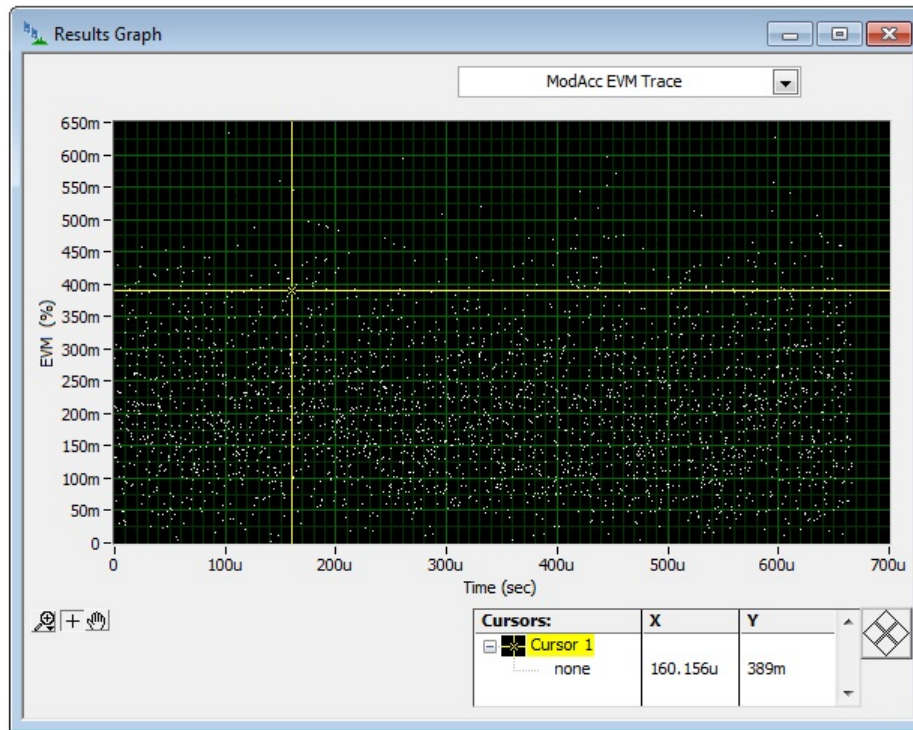 Results Graph
ModAcc EVM Trace
650m
600m
550m
500m
450m
400m
350m
300m
250m
200m
150m
100m
50m
0
EVM (%)
0 100u 200u 300u 400u 500u 600u 700u
Time (sec)
Cursors: X Y
Cursor 1
none 160.156u 389m